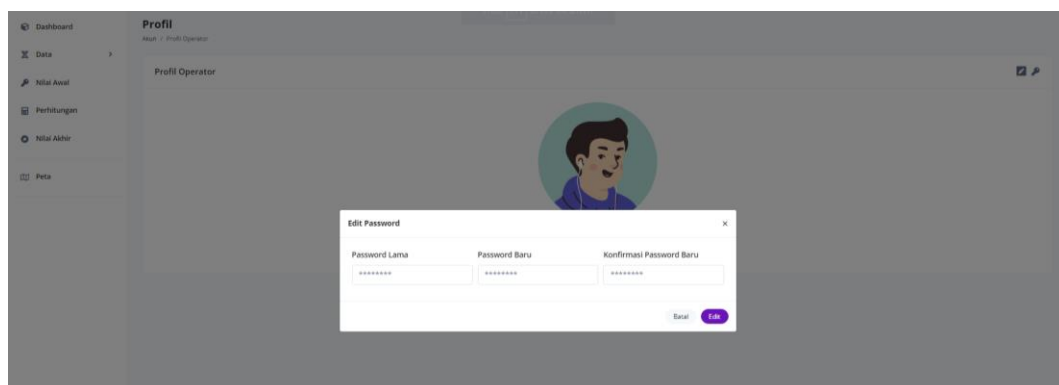 Dashboard
Data
Nilai Awal
Perhitungan
Nilai Akhir
Peta
Profil
Akun / Profil Operator
Profil Operator
Edit Password
×
Password Lama
Password Baru
Konfirmasi Password Baru
********
********
********
Batal
Edit